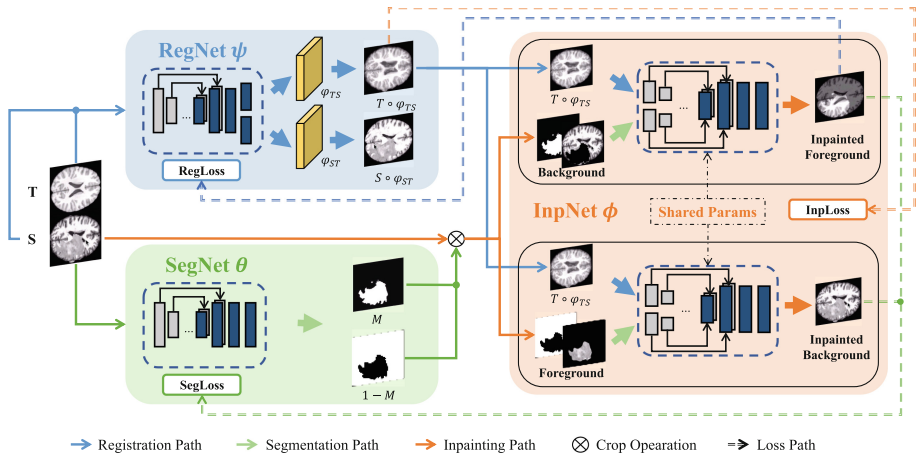 RegNet ψ
φ_TS
T ∘ φ_TS
φ_ST
S ∘ φ_ST
RegLoss
T
S
SegNet θ
M
1 − M
SegLoss
T ∘ φ_TS
Background
Inpainted
Foreground
InpNet ϕ
Shared Params
InpLoss
T ∘ φ_TS
Foreground
Inpainted
Background
...
...
...
...
Registration Path
Segmentation Path
Inpainting Path
Crop Opearation
Loss Path